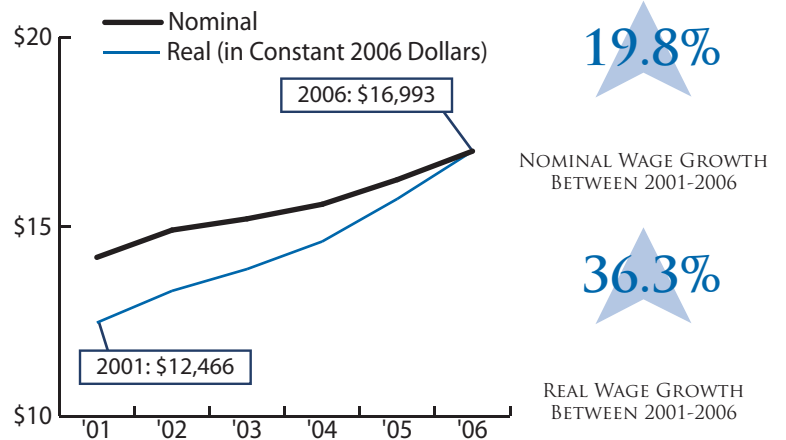 Nominal
Real (in Constant 2006 Dollars)
$20
$15
$10
2006: $16,993
2001: $12,466
'01 '02 '03 '04 '05 '06
19.8%
Nominal Wage Growth
Between 2001-2006
36.3%
Real Wage Growth
Between 2001-2006